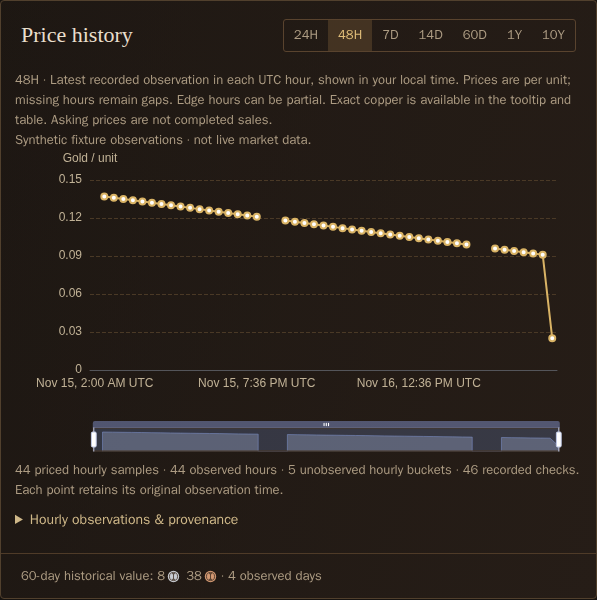 Price history
24H 48H 7D 14D 60D 1Y 10Y
48H · Latest recorded observation in each UTC hour, shown in your local time. Prices are per unit;
missing hours remain gaps. Edge hours can be partial. Exact copper is available in the tooltip and
table. Asking prices are not completed sales.
Synthetic fixture observations · not live market data.
Gold / unit
0.15
0.12
0.09
0.06
0.03
0
Nov 15, 2:00 AM UTC Nov 15, 7:36 PM UTC Nov 16, 12:36 PM UTC
44 priced hourly samples · 44 observed hours · 5 unobserved hourly buckets · 46 recorded checks.
Each point retains its original observation time.
Hourly observations & provenance
60-day historical value: 8 38 · 4 observed days